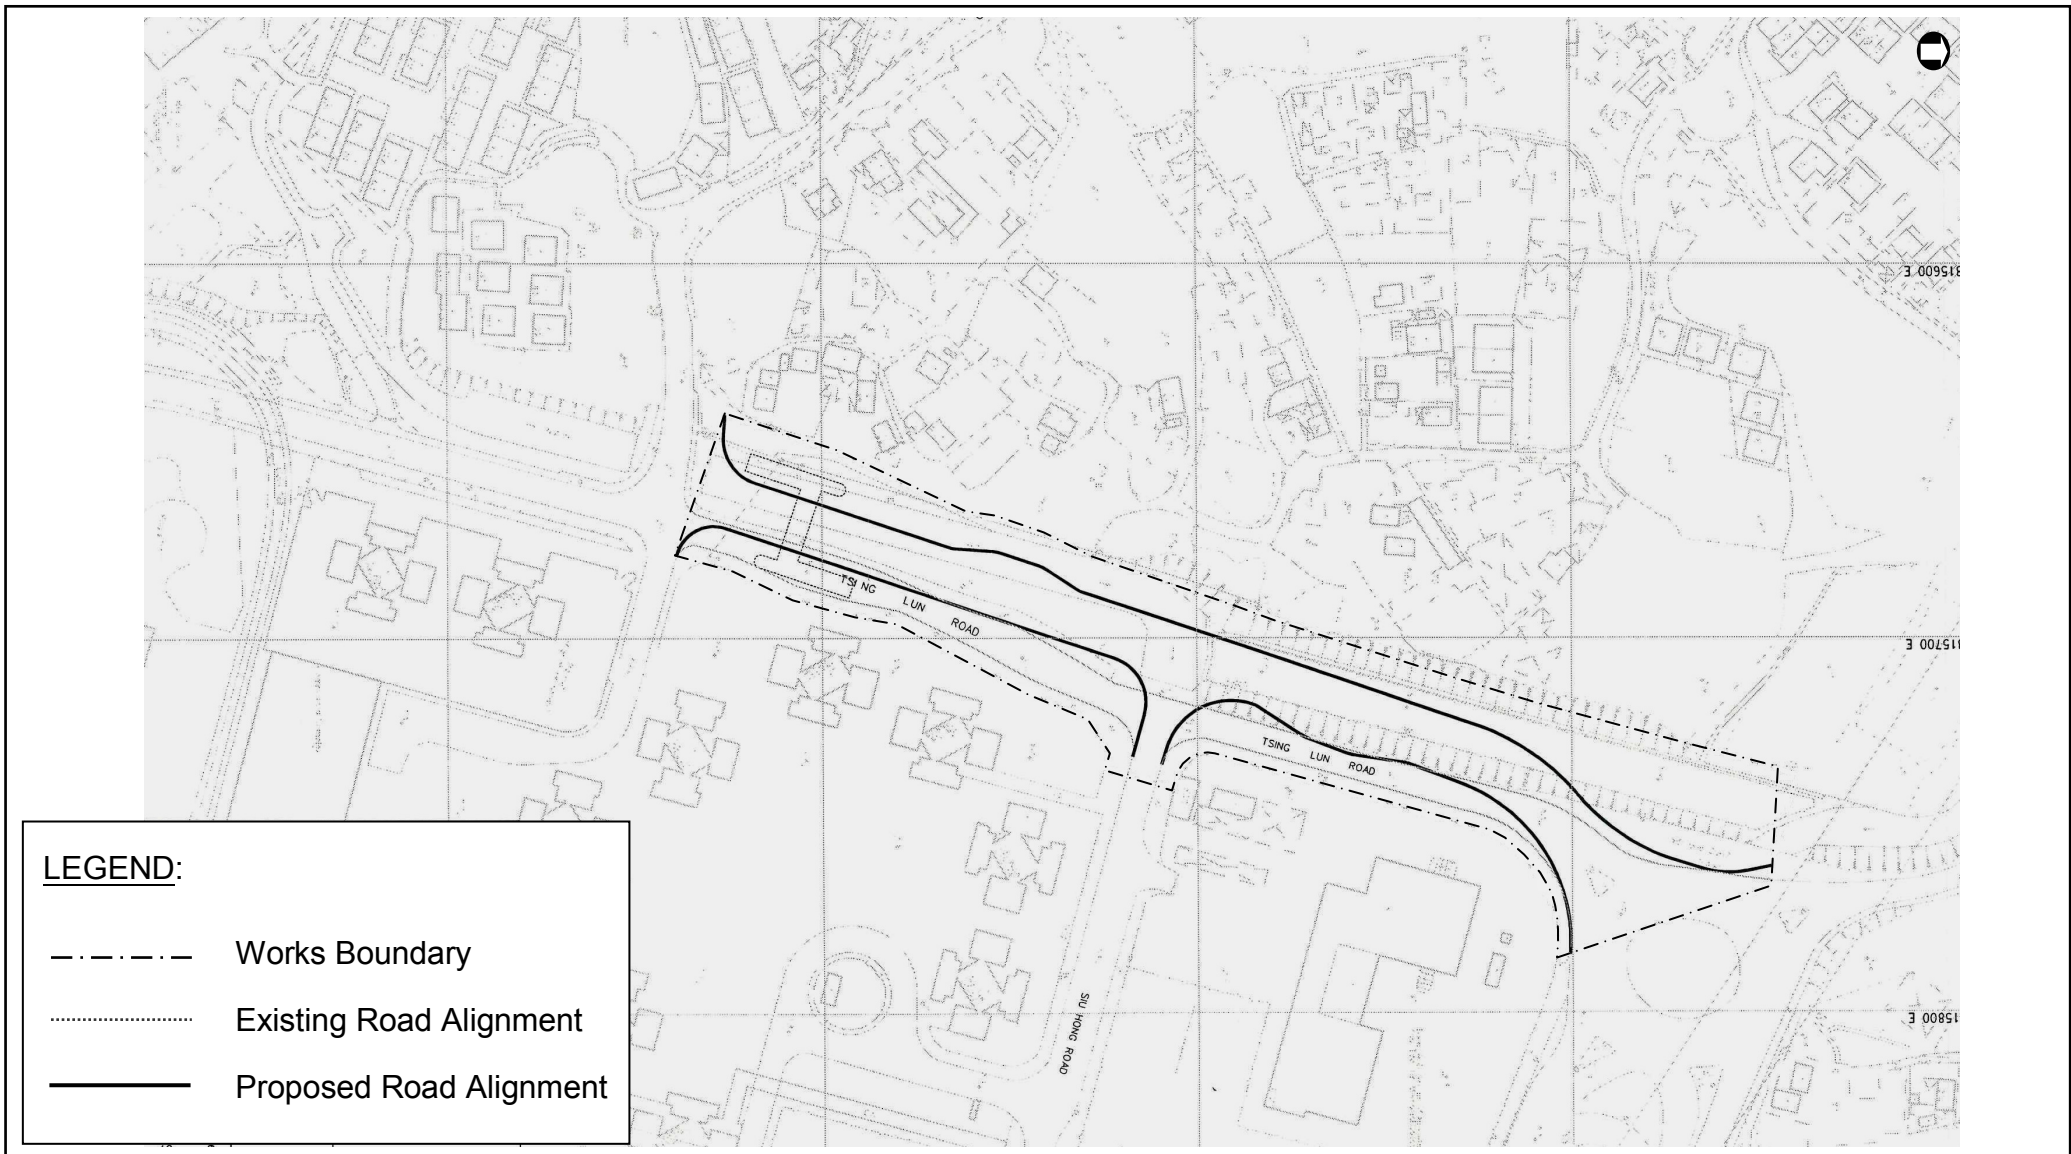 815600 E
815700 E
TSING LUN ROAD
TSING LUN ROAD
815800 E
SIU HONG ROAD
LEGEND:
Works Boundary
Existing Road Alignment
Proposed Road Alignment